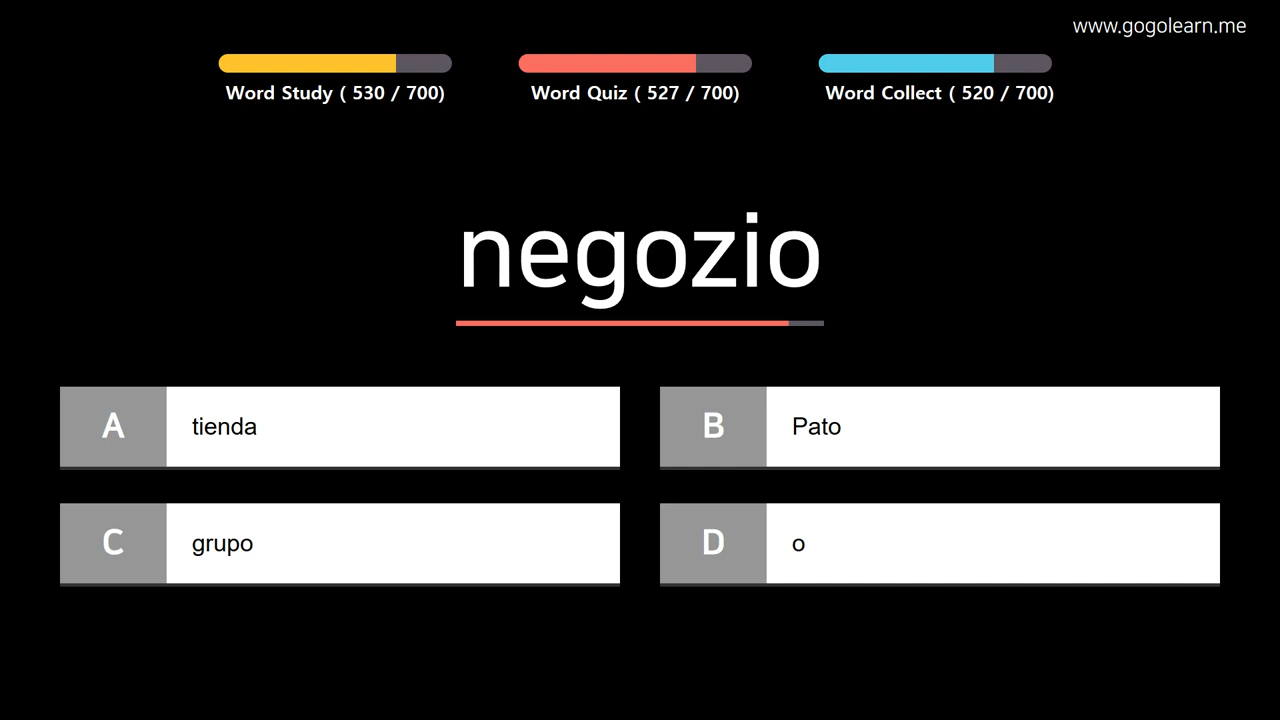 www.gogolearn.me
Word Study ( 530 / 700)
Word Quiz ( 527 / 700)
Word Collect ( 520 / 700)
negozio
A tienda
B Pato
C grupo
D o